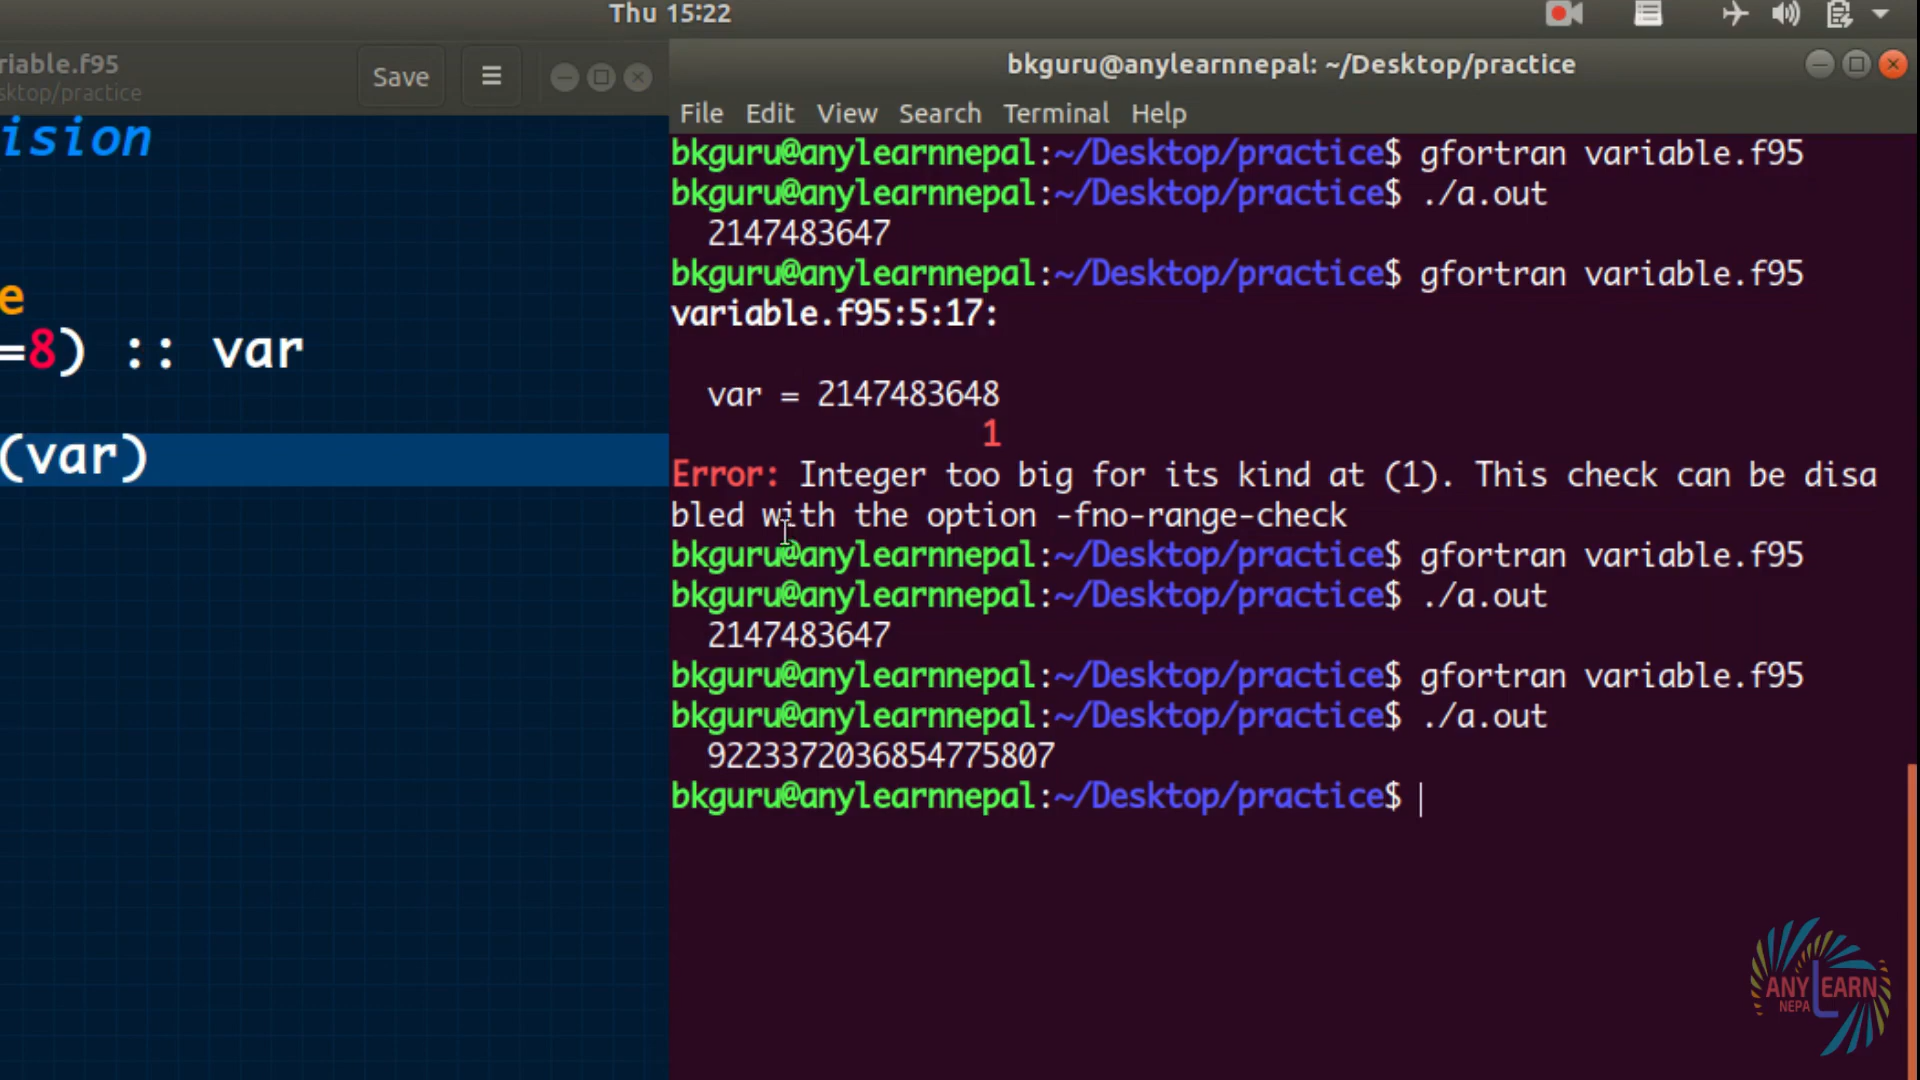 Thu 15:22
riable.f95
sktop/practice
Save
ision
e
=8) :: var
(var)
bkguru@anylearnnepal: ~/Desktop/practice
File Edit View Search Terminal Help
bkguru@anylearnnepal:~/Desktop/practice$ gfortran variable.f95
bkguru@anylearnnepal:~/Desktop/practice$ ./a.out
2147483647
bkguru@anylearnnepal:~/Desktop/practice$ gfortran variable.f95
variable.f95:5:17:
var = 2147483648
1
Error: Integer too big for its kind at (1). This check can be disa
bled with the option -fno-range-check
bkguru@anylearnnepal:~/Desktop/practice$ gfortran variable.f95
bkguru@anylearnnepal:~/Desktop/practice$ ./a.out
2147483647
bkguru@anylearnnepal:~/Desktop/practice$ gfortran variable.f95
bkguru@anylearnnepal:~/Desktop/practice$ ./a.out
9223372036854775807
bkguru@anylearnnepal:~/Desktop/practice$
ANY LEARN
NEPAL